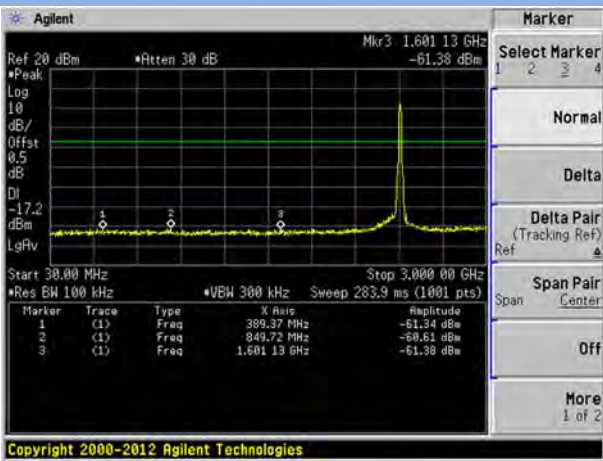 Agilent
Marker
Mkr3 1.601 13 GHz
Ref 20 dBm *Atten 30 dB -61.38 dBm
*Peak
Log
10
dB/
Offst
0.5
dB
DI
-17.2
dBm
LgAv
1 2 3
Start 30.00 MHz Stop 3.000 00 GHz
*Res BW 100 kHz *VBW 300 kHz Sweep 283.9 ms (1001 pts)
Marker Trace Type X Axis Amplitude
1 (1) Freq 389.37 MHz -61.34 dBm
2 (1) Freq 849.72 MHz -60.61 dBm
3 (1) Freq 1.601 13 GHz -61.38 dBm
Select Marker
1 2 3 4
Normal
Delta
Delta Pair
(Tracking Ref)
Ref Δ
Span Pair
Span Center
Off
More
1 of 2
Copyright 2000-2012 Agilent Technologies